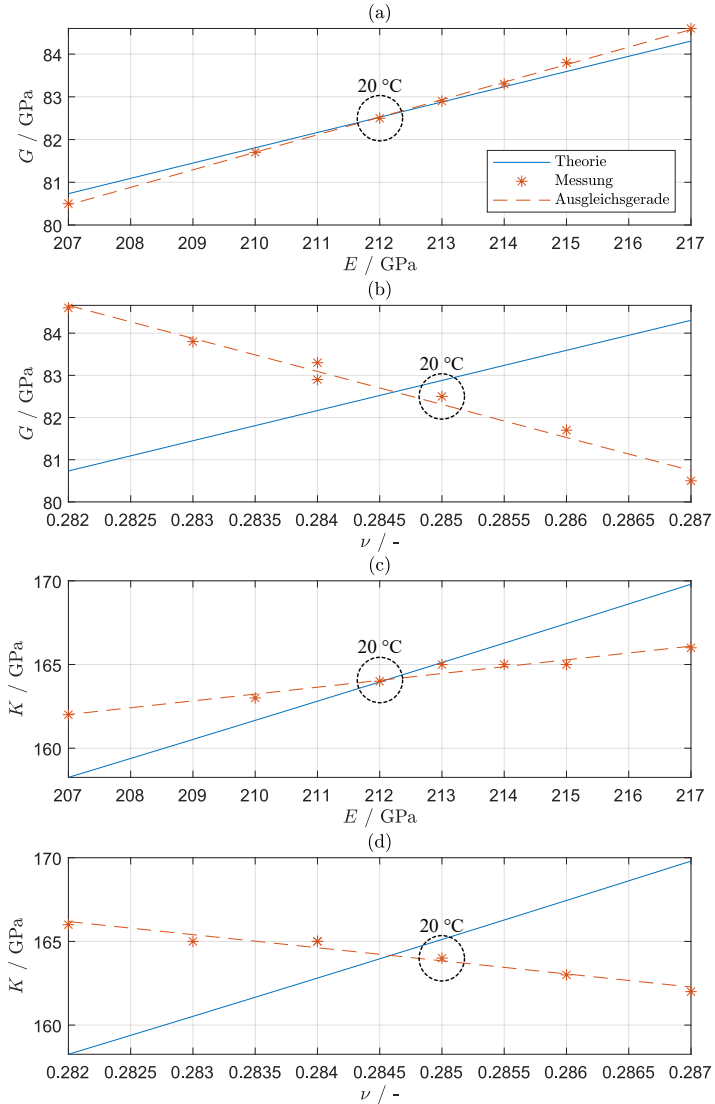 (a)
84
83
82
81
80
G / GPa
20 °C
Theorie
Messung
Ausgleichsgerade
207 208 209 210 211 212 213 214 215 216 217
E / GPa
(b)
84
83
82
81
80
G / GPa
20 °C
0.282 0.2825 0.283 0.2835 0.284 0.2845 0.285 0.2855 0.286 0.2865 0.287
ν / -
(c)
170
165
160
K / GPa
20 °C
207 208 209 210 211 212 213 214 215 216 217
E / GPa
(d)
170
165
160
K / GPa
20 °C
0.282 0.2825 0.283 0.2835 0.284 0.2845 0.285 0.2855 0.286 0.2865 0.287
ν / -